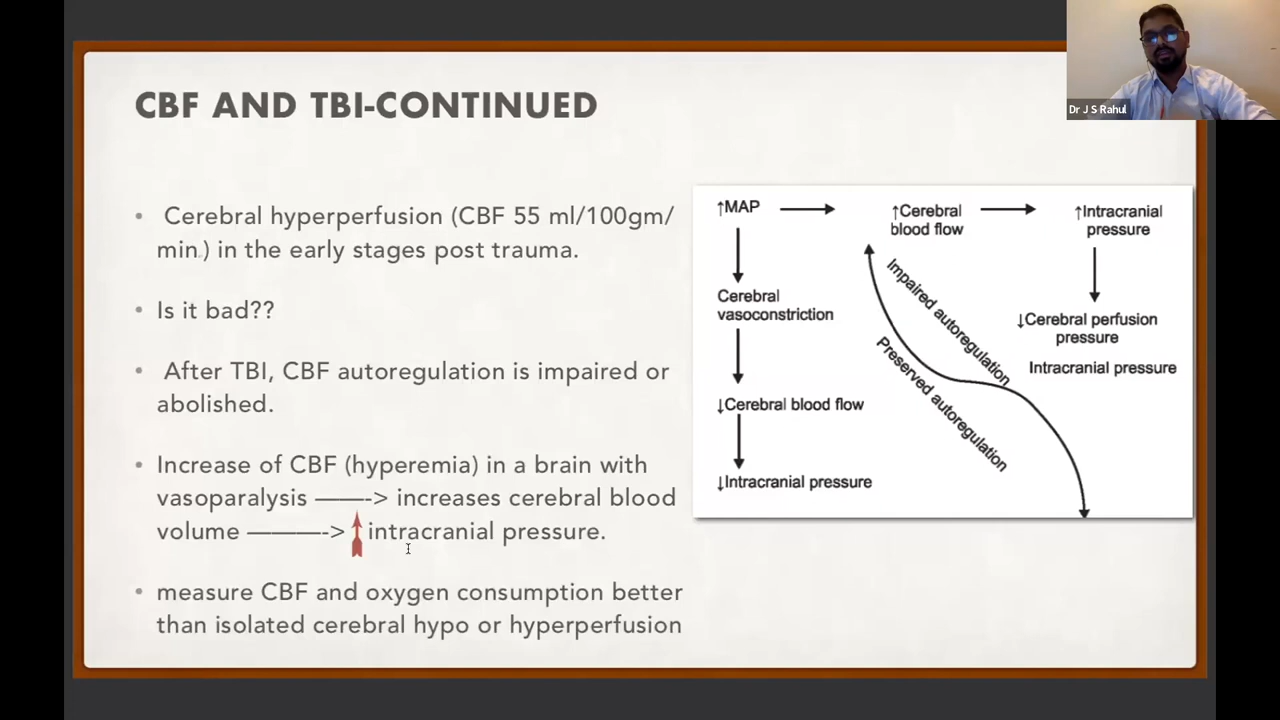 CBF AND TBI-CONTINUED
• Cerebral hyperperfusion (CBF 55 ml/100gm/
min.) in the early stages post trauma.
• Is it bad??
• After TBI, CBF autoregulation is impaired or
abolished.
• Increase of CBF (hyperemia) in a brain with
vasoparalysis ———-> increases cerebral blood
volume ————-> intracranial pressure.
• measure CBF and oxygen consumption better
than isolated cerebral hypo or hyperperfusion
↑MAP
↑Cerebral
blood flow
↑Intracranial
pressure
Cerebral
vasoconstriction
↓Cerebral blood flow
↓Intracranial pressure
Impaired autoregulation
Preserved autoregulation
↓Cerebral perfusion
pressure
Intracranial pressure
Dr J S Rahul